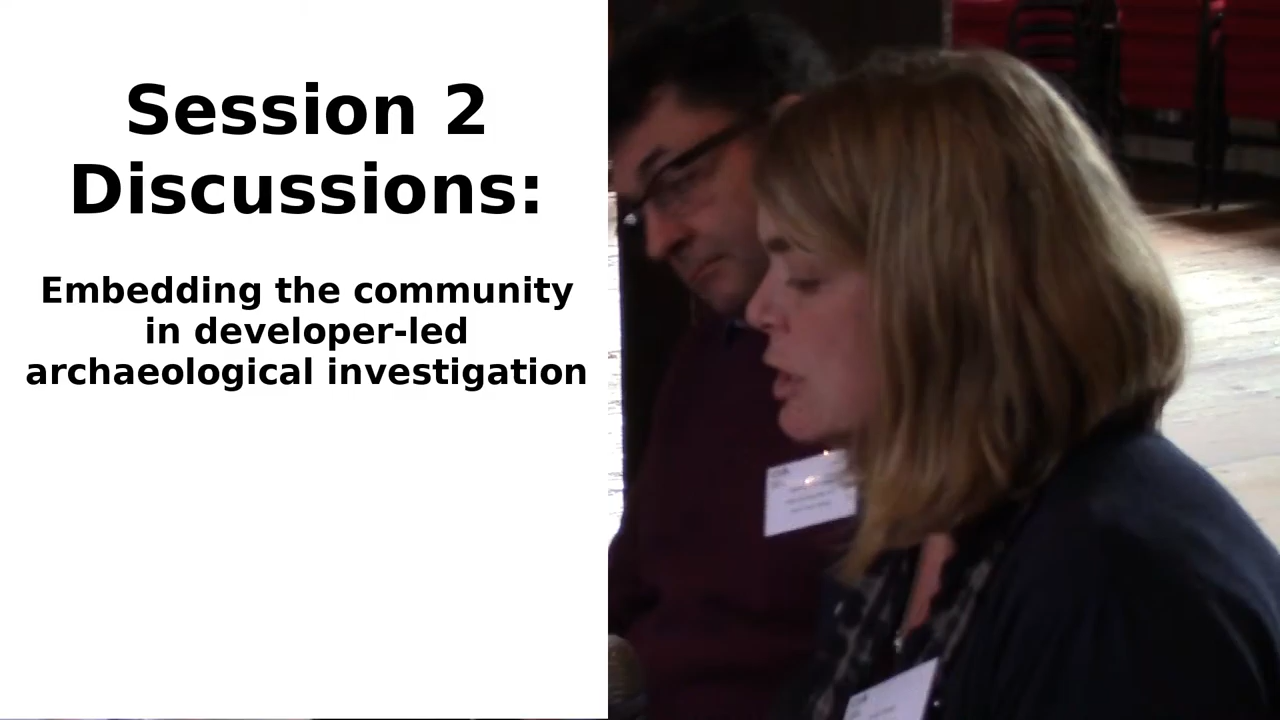 Session 2
Discussions:
Embedding the community
in developer-led
archaeological investigation